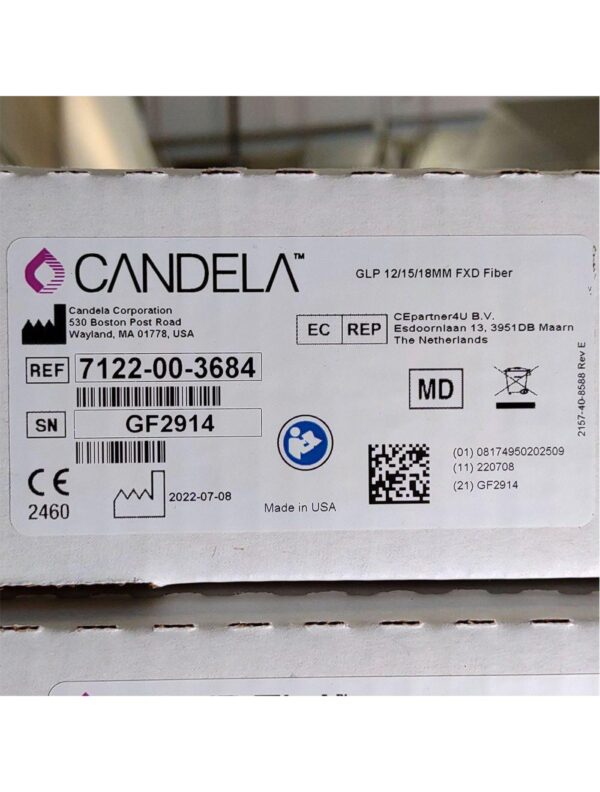 CANDELA™
GLP 12/15/18MM FXD Fiber
Candela Corporation
530 Boston Post Road
Wayland, MA 01778, USA
EC REP
CEpartner4U B.V.
Esdoornlaan 13, 3951DB Maarn
The Netherlands
REF 7122-00-3684
SN GF2914
MD
2157-40-8588 Rev E
CE
2460
2022-07-08
Made in USA
(01) 08174950202509
(11) 220708
(21) GF2914